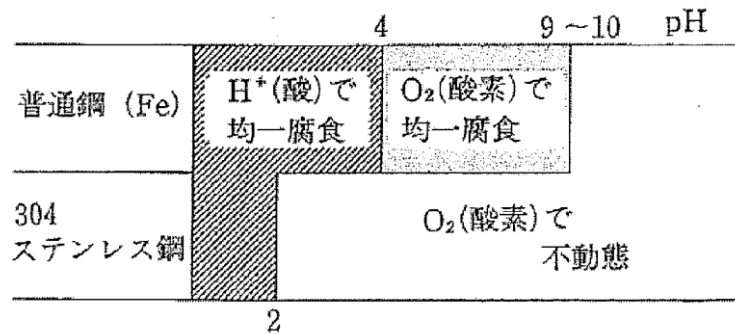 4 9~10 pH
普通鋼 (Fe)
H⁺(酸)で
均一腐食
O₂(酸素)で
均一腐食
304
ステンレス鋼
O₂(酸素)で
不動態
2